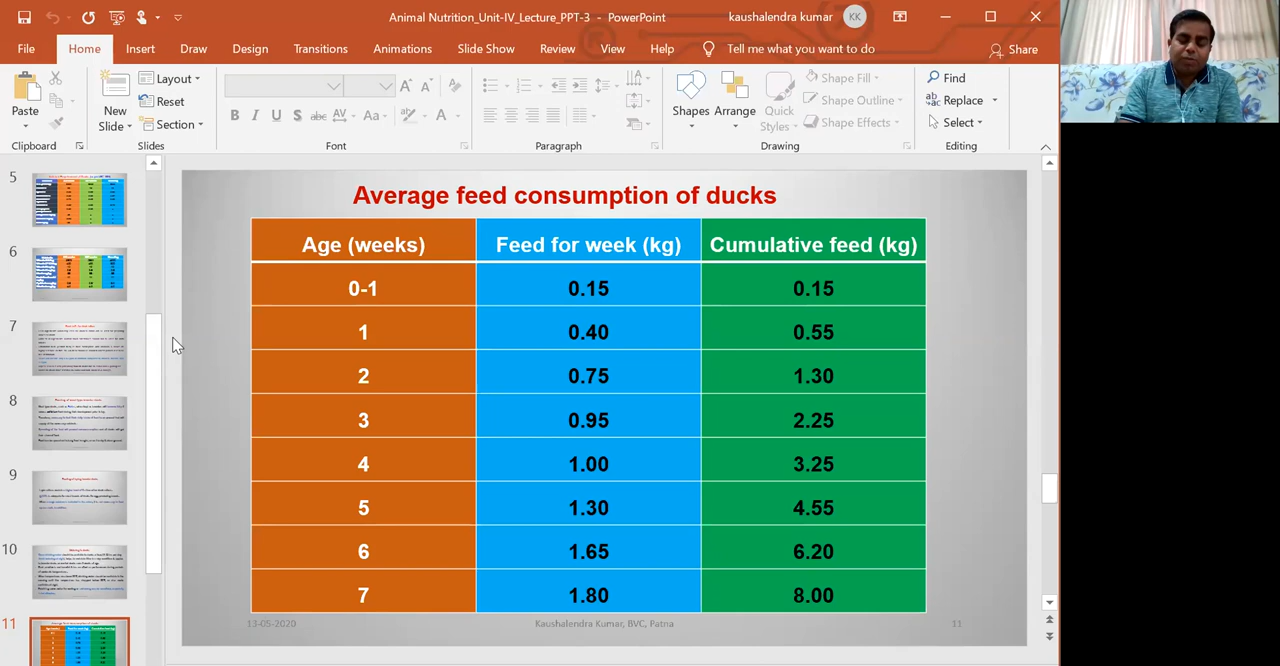 Animal Nutrition_Unit-IV_Lecture_PPT-3 - PowerPoint
kaushalendra kumar KK
File Home Insert Draw Design Transitions Animations Slide Show Review View Help Tell me what you want to do Share
Paste
New Slide
Layout
Reset
Section
B I U S abc AV Aa A
Shapes Arrange Quick Styles
Shape Fill
Shape Outline
Shape Effects
Find
Replace
Select
Clipboard Slides Font Paragraph Drawing Editing
5
6
7
8
9
10
11
Average feed consumption of ducks
Age (weeks) Feed for week (kg) Cumulative feed (kg)
0-1 0.15 0.15
1 0.40 0.55
2 0.75 1.30
3 0.95 2.25
4 1.00 3.25
5 1.30 4.55
6 1.65 6.20
7 1.80 8.00
13-05-2020 Kaushalendra Kumar, BVC, Patna 11